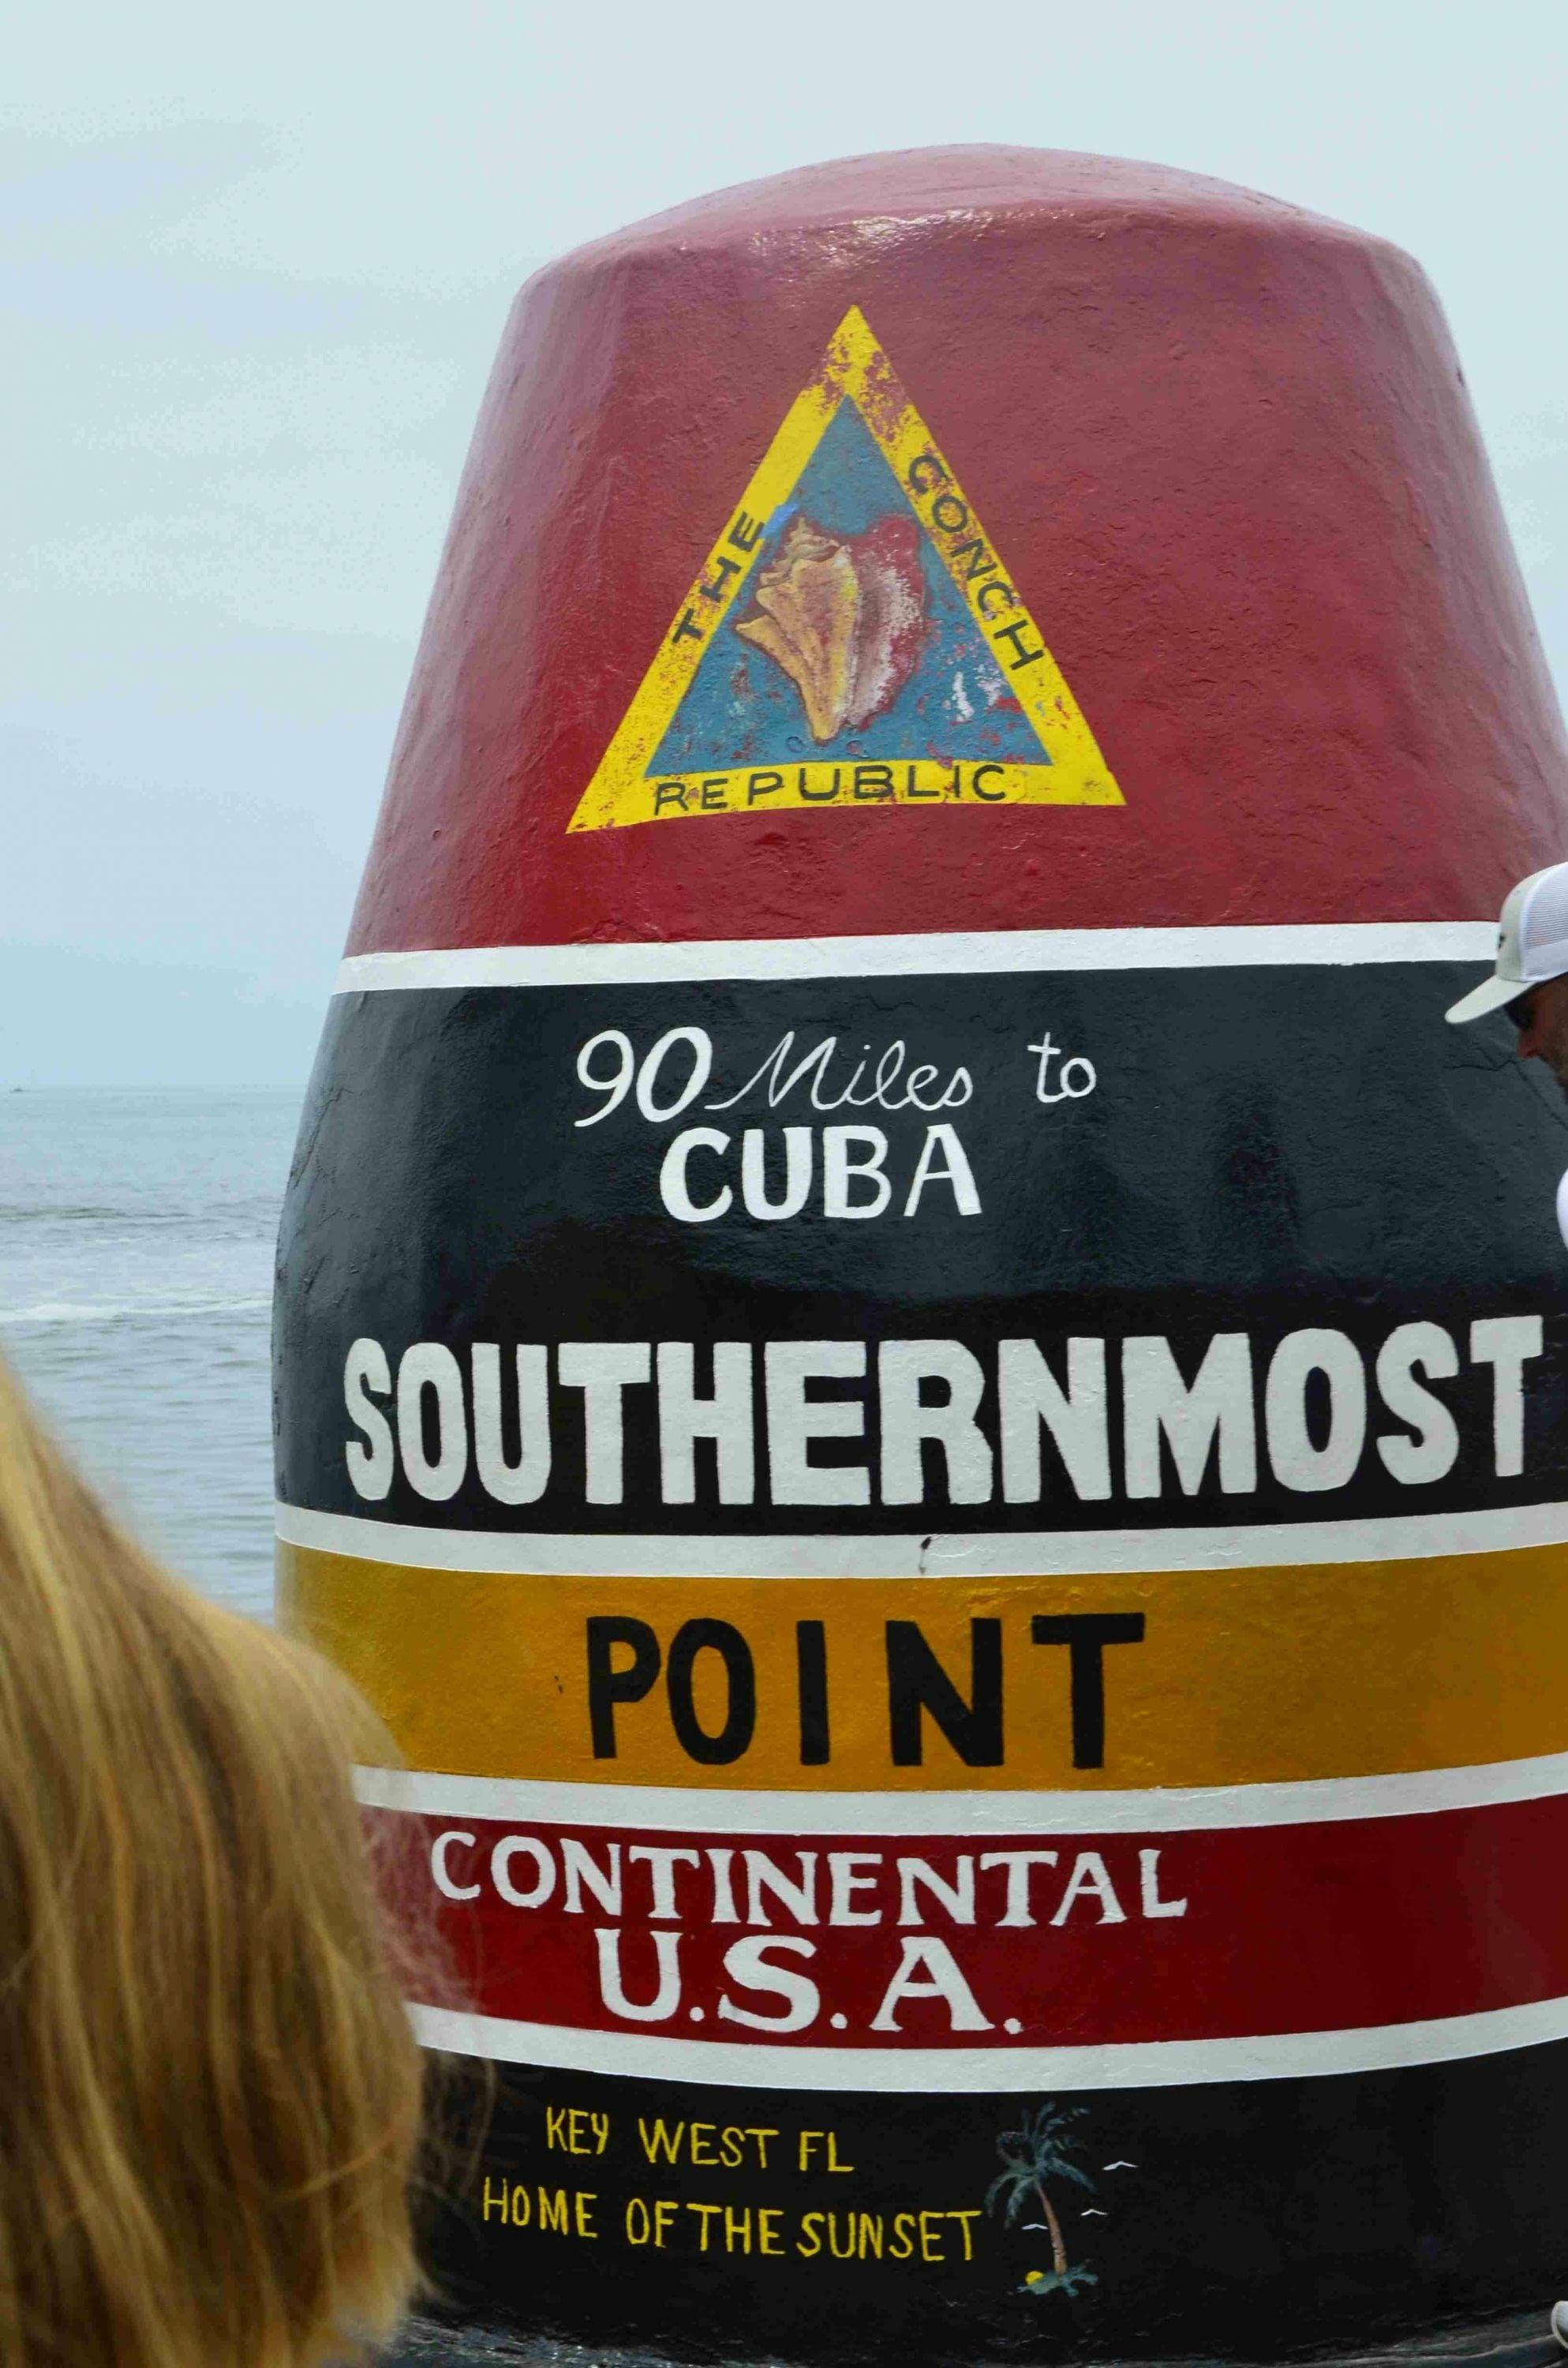 THE CONCH
REPUBLIC
90 Miles to
CUBA
SOUTHERNMOST
POINT
CONTINENTAL
U.S.A.
KEY WEST FL
HOME OF THE SUNSET